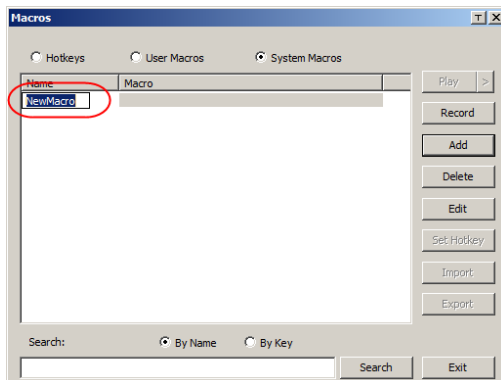 Macros
Hotkeys User Macros System Macros
Name Macro Play >
NewMacro
Record
Add
Delete
Edit
Set Hotkey
Import
Export
Search: By Name By Key
Search Exit